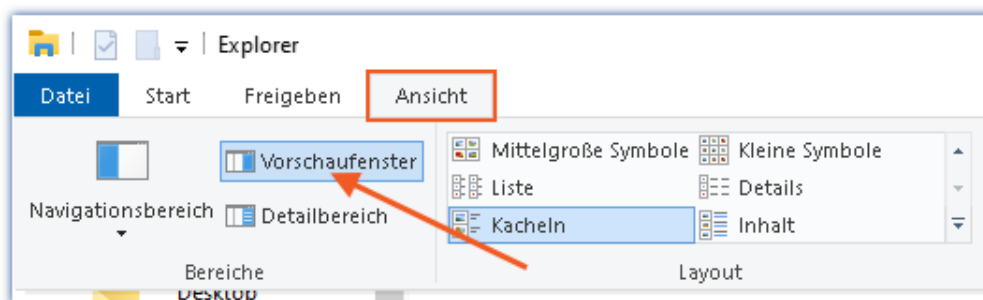 Explorer
Datei Start Freigeben Ansicht
Navigationsbereich
Vorschaufenster
Detailbereich
Bereiche
Mittelgroße Symbole Kleine Symbole
Liste Details
Kacheln Inhalt
Layout
Desktop